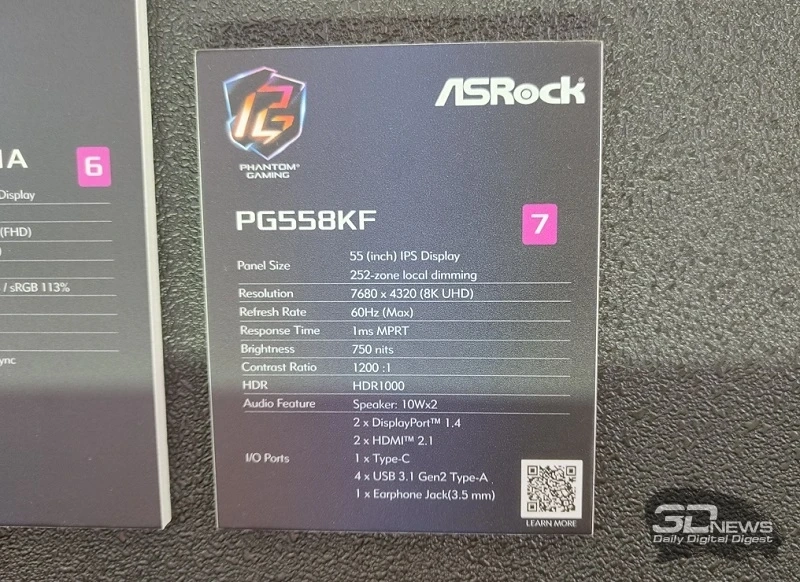 6
Display
(FHD)
/ sRGB 113%
ync
PHANTOM®
GAMING
ASRock
PG558KF
7
Panel Size
55 (inch) IPS Display
252-zone local dimming
Resolution 7680 x 4320 (8K UHD)
Refresh Rate 60Hz (Max)
Response Time 1ms MPRT
Brightness 750 nits
Contrast Ratio 1200 :1
HDR HDR1000
Audio Feature Speaker: 10Wx2
I/O Ports
2 x DisplayPort™ 1.4
2 x HDMI™ 2.1
1 x Type-C
4 x USB 3.1 Gen2 Type-A
1 x Earphone Jack(3.5 mm)
LEARN MORE
3DNEWS
Daily Digital Digest